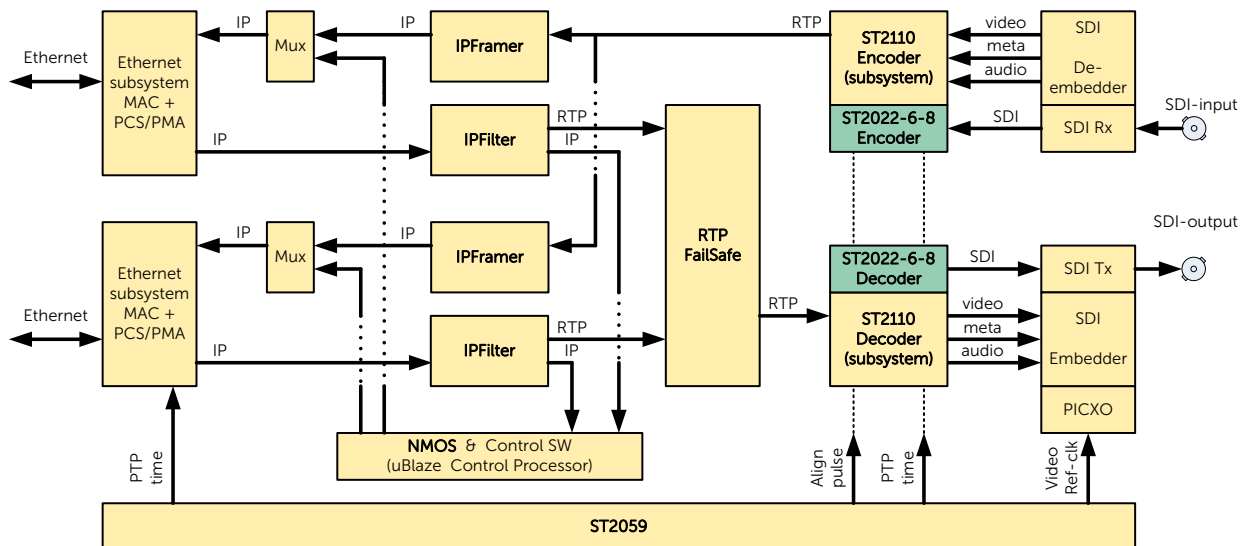 Ethernet
Ethernet
subsystem
MAC +
PCS/PMA
IP
Mux
IP
IPFramer
RTP
ST2110
Encoder
(subsystem)
video
meta
audio
SDI
De-
embedder
ST2022-6-8
Encoder
SDI
SDI Rx
SDI-input
IP
IPFilter
RTP
IP
RTP
FailSafe
Ethernet
Ethernet
subsystem
MAC +
PCS/PMA
IP
Mux
IP
IPFramer
ST2022-6-8
Decoder
SDI
SDI Tx
SDI-output
RTP
ST2110
Decoder
(subsystem)
video
meta
audio
SDI
Embedder
IP
IPFilter
RTP
IP
PICXO
NMOS & Control SW
(uBlaze Control Processor)
PTP
time
Align
pulse
PTP
time
Video
Ref-clk
ST2059